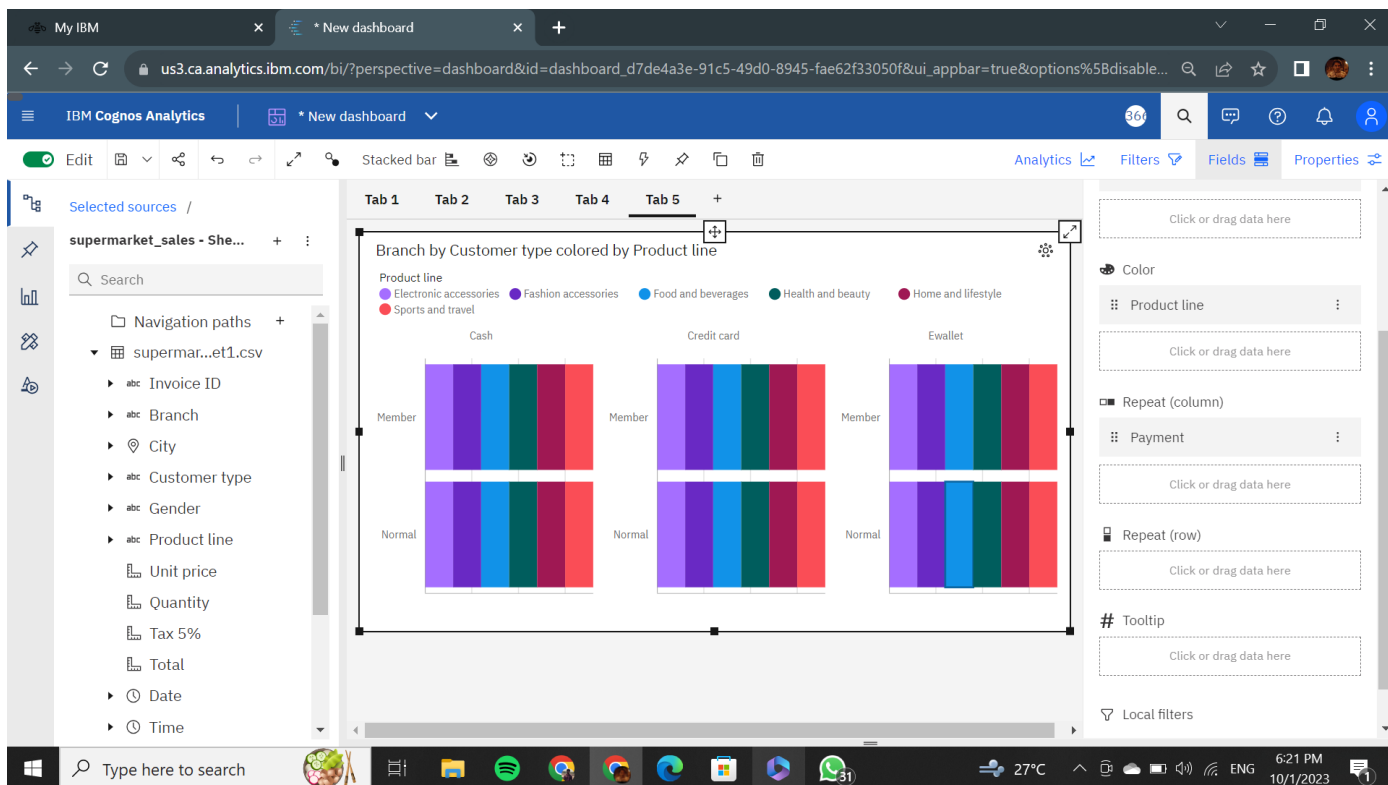 My IBM
* New dashboard
us3.ca.analytics.ibm.com/bi/?perspective=dashboard&id=dashboard_d7de4a3e-91c5-49d0-8945-fae62f33050f&ui_appbar=true&options%5Bdisable...
IBM Cognos Analytics
* New dashboard
366
Edit
Stacked bar
Analytics
Filters
Fields
Properties
Selected sources /
supermarket_sales - She...
Search
Navigation paths
supermar...et1.csv
abc Invoice ID
abc Branch
City
abc Customer type
abc Gender
abc Product line
Unit price
Quantity
Tax 5%
Total
Date
Time
Tab 1 Tab 2 Tab 3 Tab 4 Tab 5 +
Branch by Customer type colored by Product line
Product line
Electronic accessories Fashion accessories Food and beverages Health and beauty Home and lifestyle
Sports and travel
Cash Credit card Ewallet
Member Member Member
Normal Normal Normal
Click or drag data here
Color
Product line
Click or drag data here
Repeat (column)
Payment
Click or drag data here
Repeat (row)
Click or drag data here
# Tooltip
Click or drag data here
Local filters
Type here to search
31
27°C
ENG
6:21 PM
10/1/2023
1